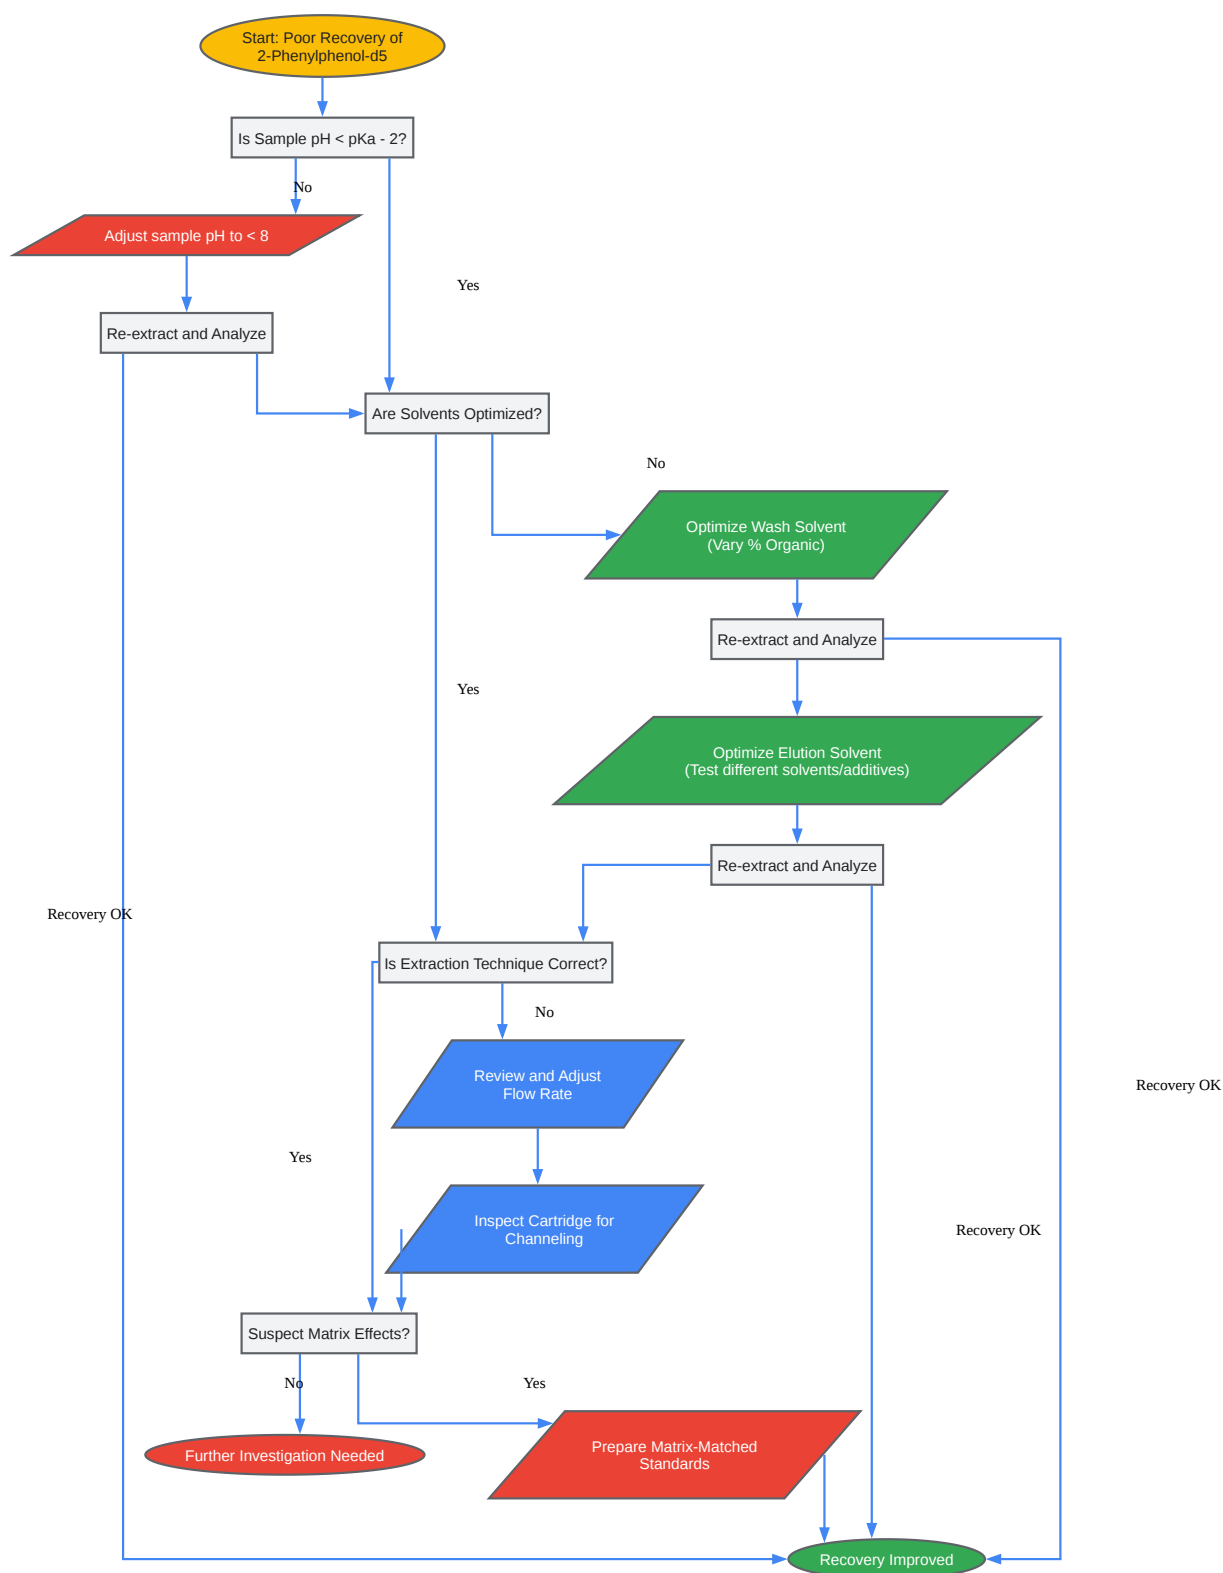 Start: Poor Recovery of
2-Phenylphenol-d5
Is Sample pH < pKa - 2?
No
Adjust sample pH to < 8
Yes
Re-extract and Analyze
Are Solvents Optimized?
No
Optimize Wash Solvent
(Vary % Organic)
Re-extract and Analyze
Yes
Optimize Elution Solvent
(Test different solvents/additives)
Re-extract and Analyze
Recovery OK
Is Extraction Technique Correct?
No
Review and Adjust
Flow Rate
Recovery OK
Yes
Inspect Cartridge for
Channeling
Recovery OK
Suspect Matrix Effects?
No
Yes
Further Investigation Needed
Prepare Matrix-Matched
Standards
Recovery Improved